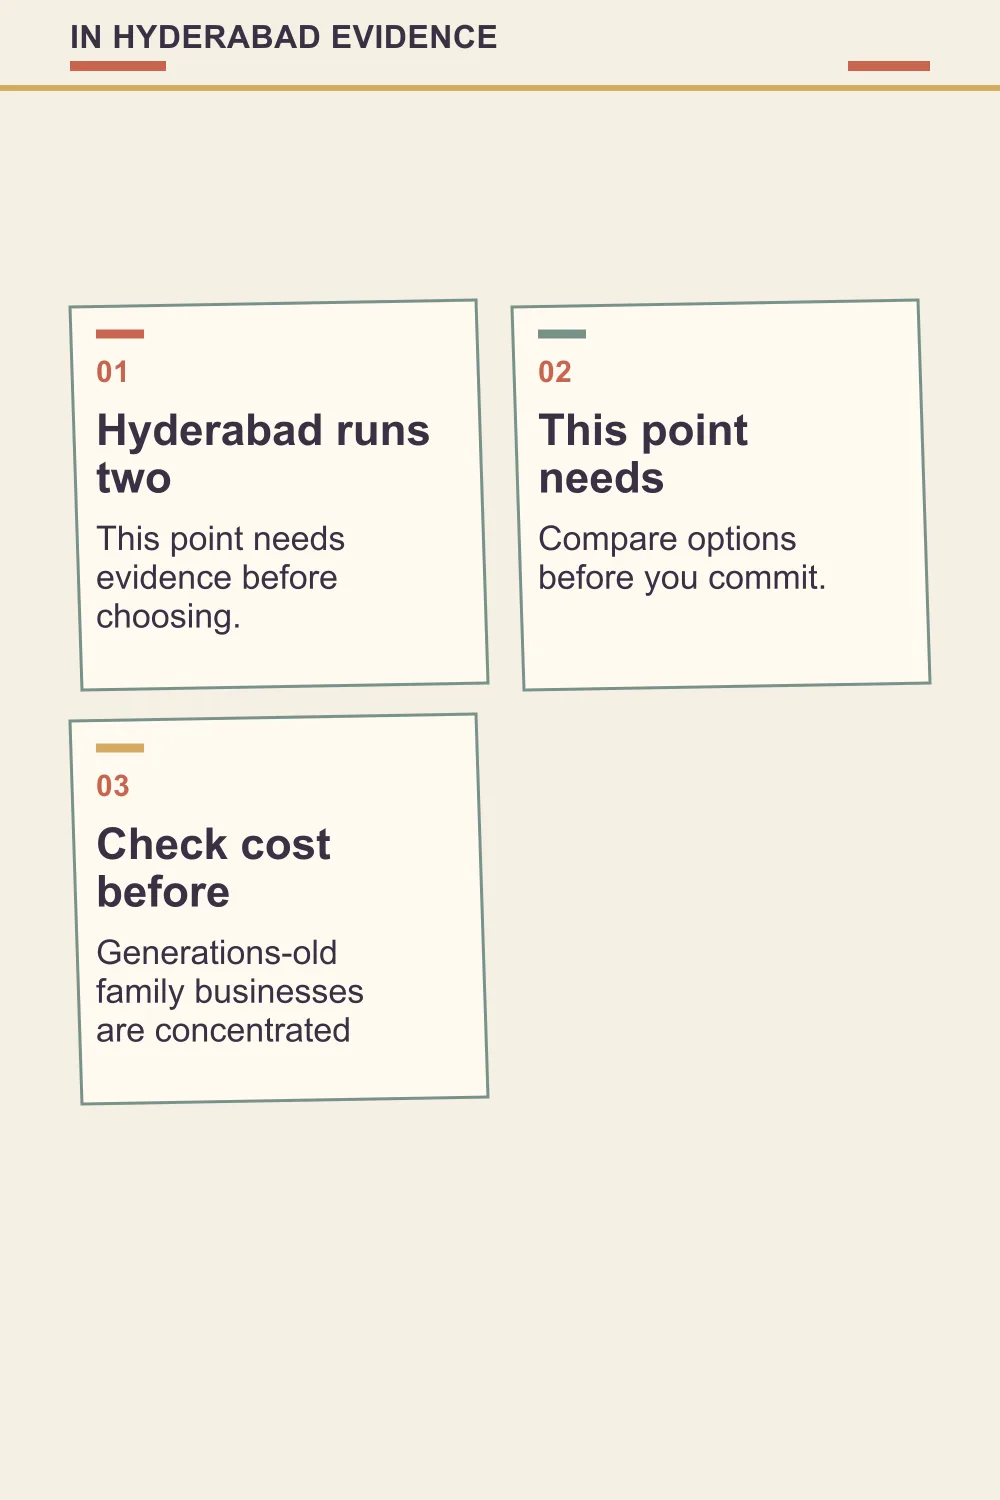 IN HYDERABAD EVIDENCE
01
Hyderabad runs
two
This point needs
evidence before
choosing.
02
This point
needs
Compare options
before you commit.
03
Check cost
before
Generations-old
family businesses
are concentrated